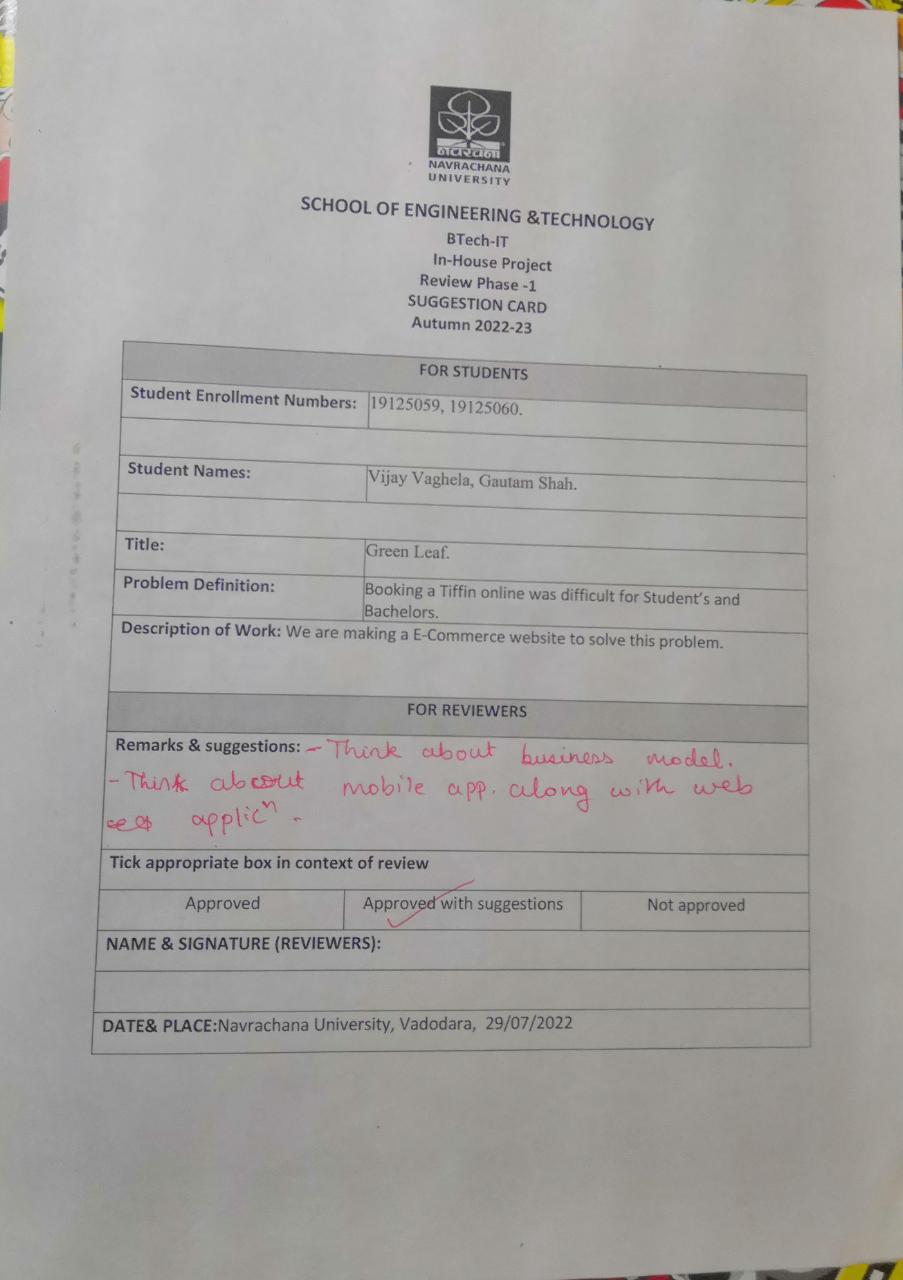 नवरचना
NAVRACHANA
UNIVERSITY
SCHOOL OF ENGINEERING &TECHNOLOGY
BTech-IT
In-House Project
Review Phase -1
SUGGESTION CARD
Autumn 2022-23
FOR STUDENTS
Student Enrollment Numbers: 19125059, 19125060.
Student Names: Vijay Vaghela, Gautam Shah.
Title: Green Leaf.
Problem Definition: Booking a Tiffin online was difficult for Student's and
Bachelors.
Description of Work: We are making a E-Commerce website to solve this problem.
FOR REVIEWERS
Remarks & suggestions: - Think about business model.
- Think about mobile app. along with web
applicⁿ -
Tick appropriate box in context of review
Approved Approved with suggestions Not approved
NAME & SIGNATURE (REVIEWERS):
DATE& PLACE:Navrachana University, Vadodara, 29/07/2022